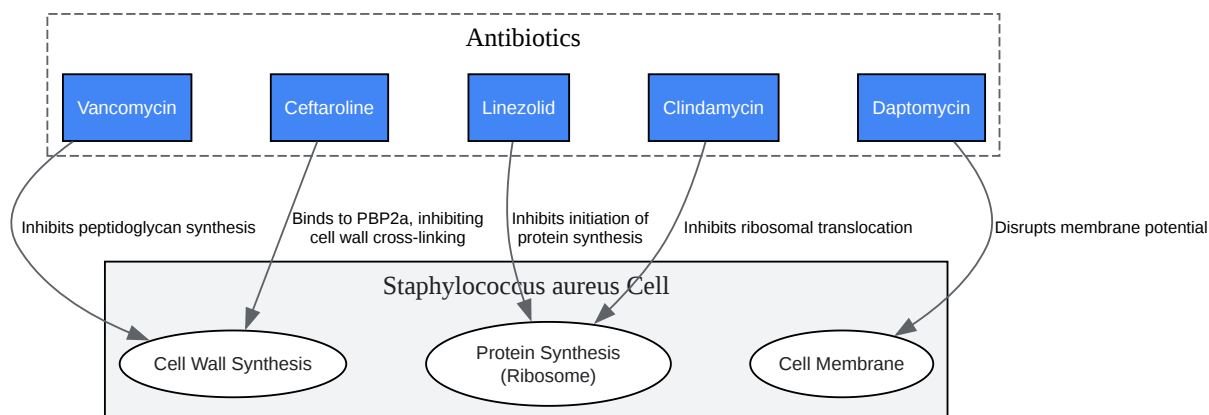 Antibiotics
Vancomycin
Ceftaroline
Linezolid
Clindamycin
Daptomycin
Inhibits peptidoglycan synthesis
Binds to PBP2a, inhibiting
cell wall cross-linking
Inhibits initiation of
protein synthesis
Inhibits ribosomal translocation
Disrupts membrane potential
Staphylococcus aureus Cell
Cell Wall Synthesis
Protein Synthesis
(Ribosome)
Cell Membrane